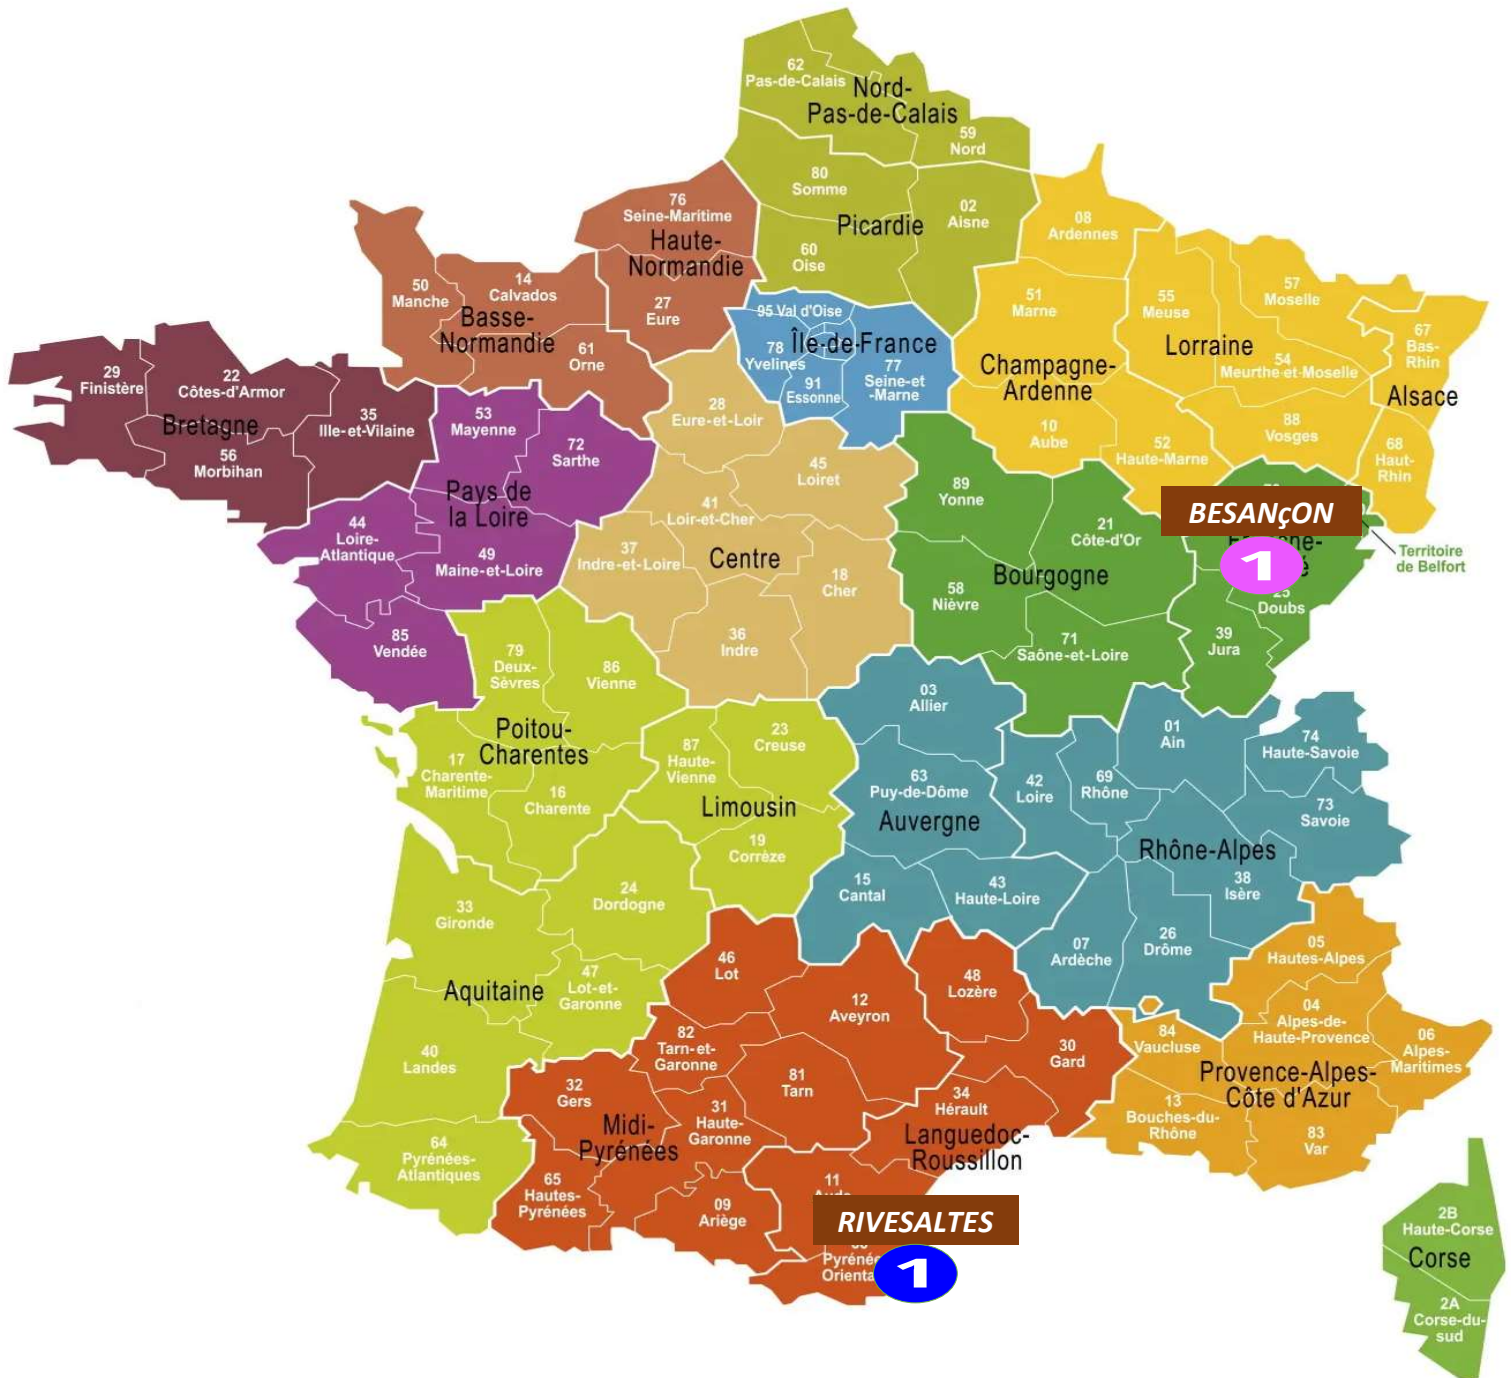 62
Pas-de-Calais
Nord-
Pas-de-Calais
59
Nord
80
Somme
02
Aisne
Picardie
60
Oise
76
Seine-Maritime
Haute-
Normandie
27
Eure
50
Manche
14
Calvados
Basse-
Normandie
61
Orne
08
Ardennes
51
Marne
Champagne-
Ardenne
10
Aube
52
Haute-Marne
55
Meuse
57
Moselle
Lorraine
54
Meurthe et-Moselle
88
Vosges
67
Bas-
Rhin
Alsace
68
Haut-
Rhin
95 Val d'Oise
Île-de-France
78
Yvelines
91
Essonne
77
Seine-et
-Marne
29
Finistère
22
Côtes-d'Armor
Bretagne
35
Ille-et-Vilaine
56
Morbihan
53
Mayenne
72
Sarthe
Pays de
la Loire
44
Loire-
Atlantique
49
Maine-et-Loire
85
Vendée
28
Eure-et-Loir
45
Loiret
41
Loir-et-Cher
37
Indre-et-Loire
Centre
18
Cher
36
Indre
89
Yonne
21
Côte-d'Or
Bourgogne
58
Nièvre
71
Saône-et-Loire
BESANçON
1
25
Doubs
39
Jura
Territoire
de Belfort
79
Deux-
Sèvres
86
Vienne
Poitou-
Charentes
17
Charente-
Maritime
16
Charente
87
Haute-
Vienne
23
Creuse
Limousin
19
Corrèze
03
Allier
63
Puy-de-Dôme
Auvergne
15
Cantal
43
Haute-Loire
42
Loire
69
Rhône
01
Ain
74
Haute-Savoie
73
Savoie
Rhône-Alpes
38
Isère
07
Ardèche
26
Drôme
33
Gironde
24
Dordogne
Aquitaine
47
Lot-et-
Garonne
40
Landes
64
Pyrénées-
Atlantiques
46
Lot
12
Aveyron
82
Tarn-et-
Garonne
81
Tarn
32
Gers
31
Haute-
Garonne
Midi-
Pyrénées
65
Hautes-
Pyrénées
09
Ariège
48
Lozère
30
Gard
34
Hérault
Languedoc-
Roussillon
11
RIVESALTES
1
05
Hautes-Alpes
04
Alpes-de-
Haute-Provence
06
Alpes-
Maritimes
84
Vaucluse
Provence-Alpes-
Côte d'Azur
13
Bouches-du-
Rhône
83
Var
2B
Haute-Corse
Corse
2A
Corse-du-
sud